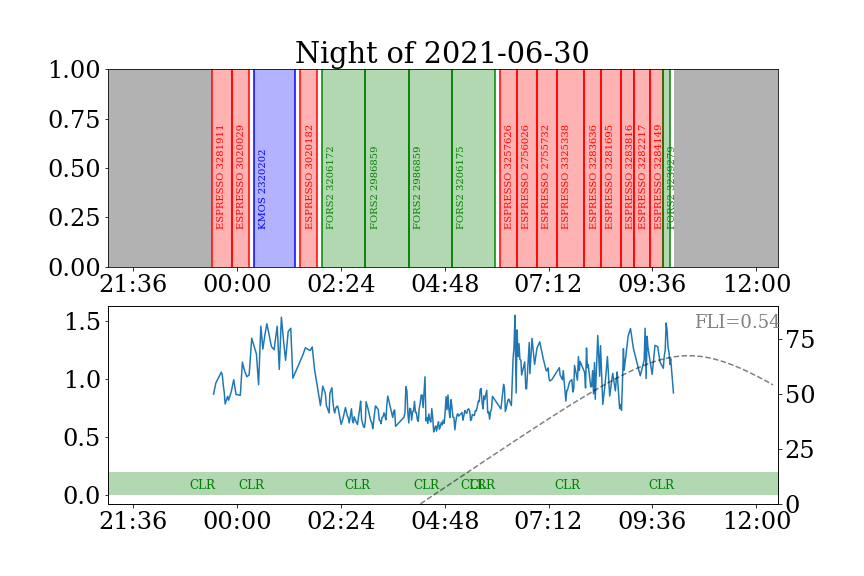 Night of 2021-06-30
1.00
0.75
0.50
0.25
0.00
ESPRESSO 3281911
ESPRESSO 3020029
KMOS 2320202
ESPRESSO 3020182
FORS2 3206172
FORS2 2986859
FORS2 2986859
FORS2 3206175
ESPRESSO 3257626
ESPRESSO 2756026
ESPRESSO 2755732
ESPRESSO 3325338
ESPRESSO 3283636
ESPRESSO 3281695
ESPRESSO 3283816
ESPRESSO 3282217
ESPRESSO 3284149
FORS2 3239279
21:36 00:00 02:24 04:48 07:12 09:36 12:00
1.5
1.0
0.5
0.0
FLI=0.54
75
50
25
0
CLR CLR CLR CLR CLR CLR CLR CLR
21:36 00:00 02:24 04:48 07:12 09:36 12:00